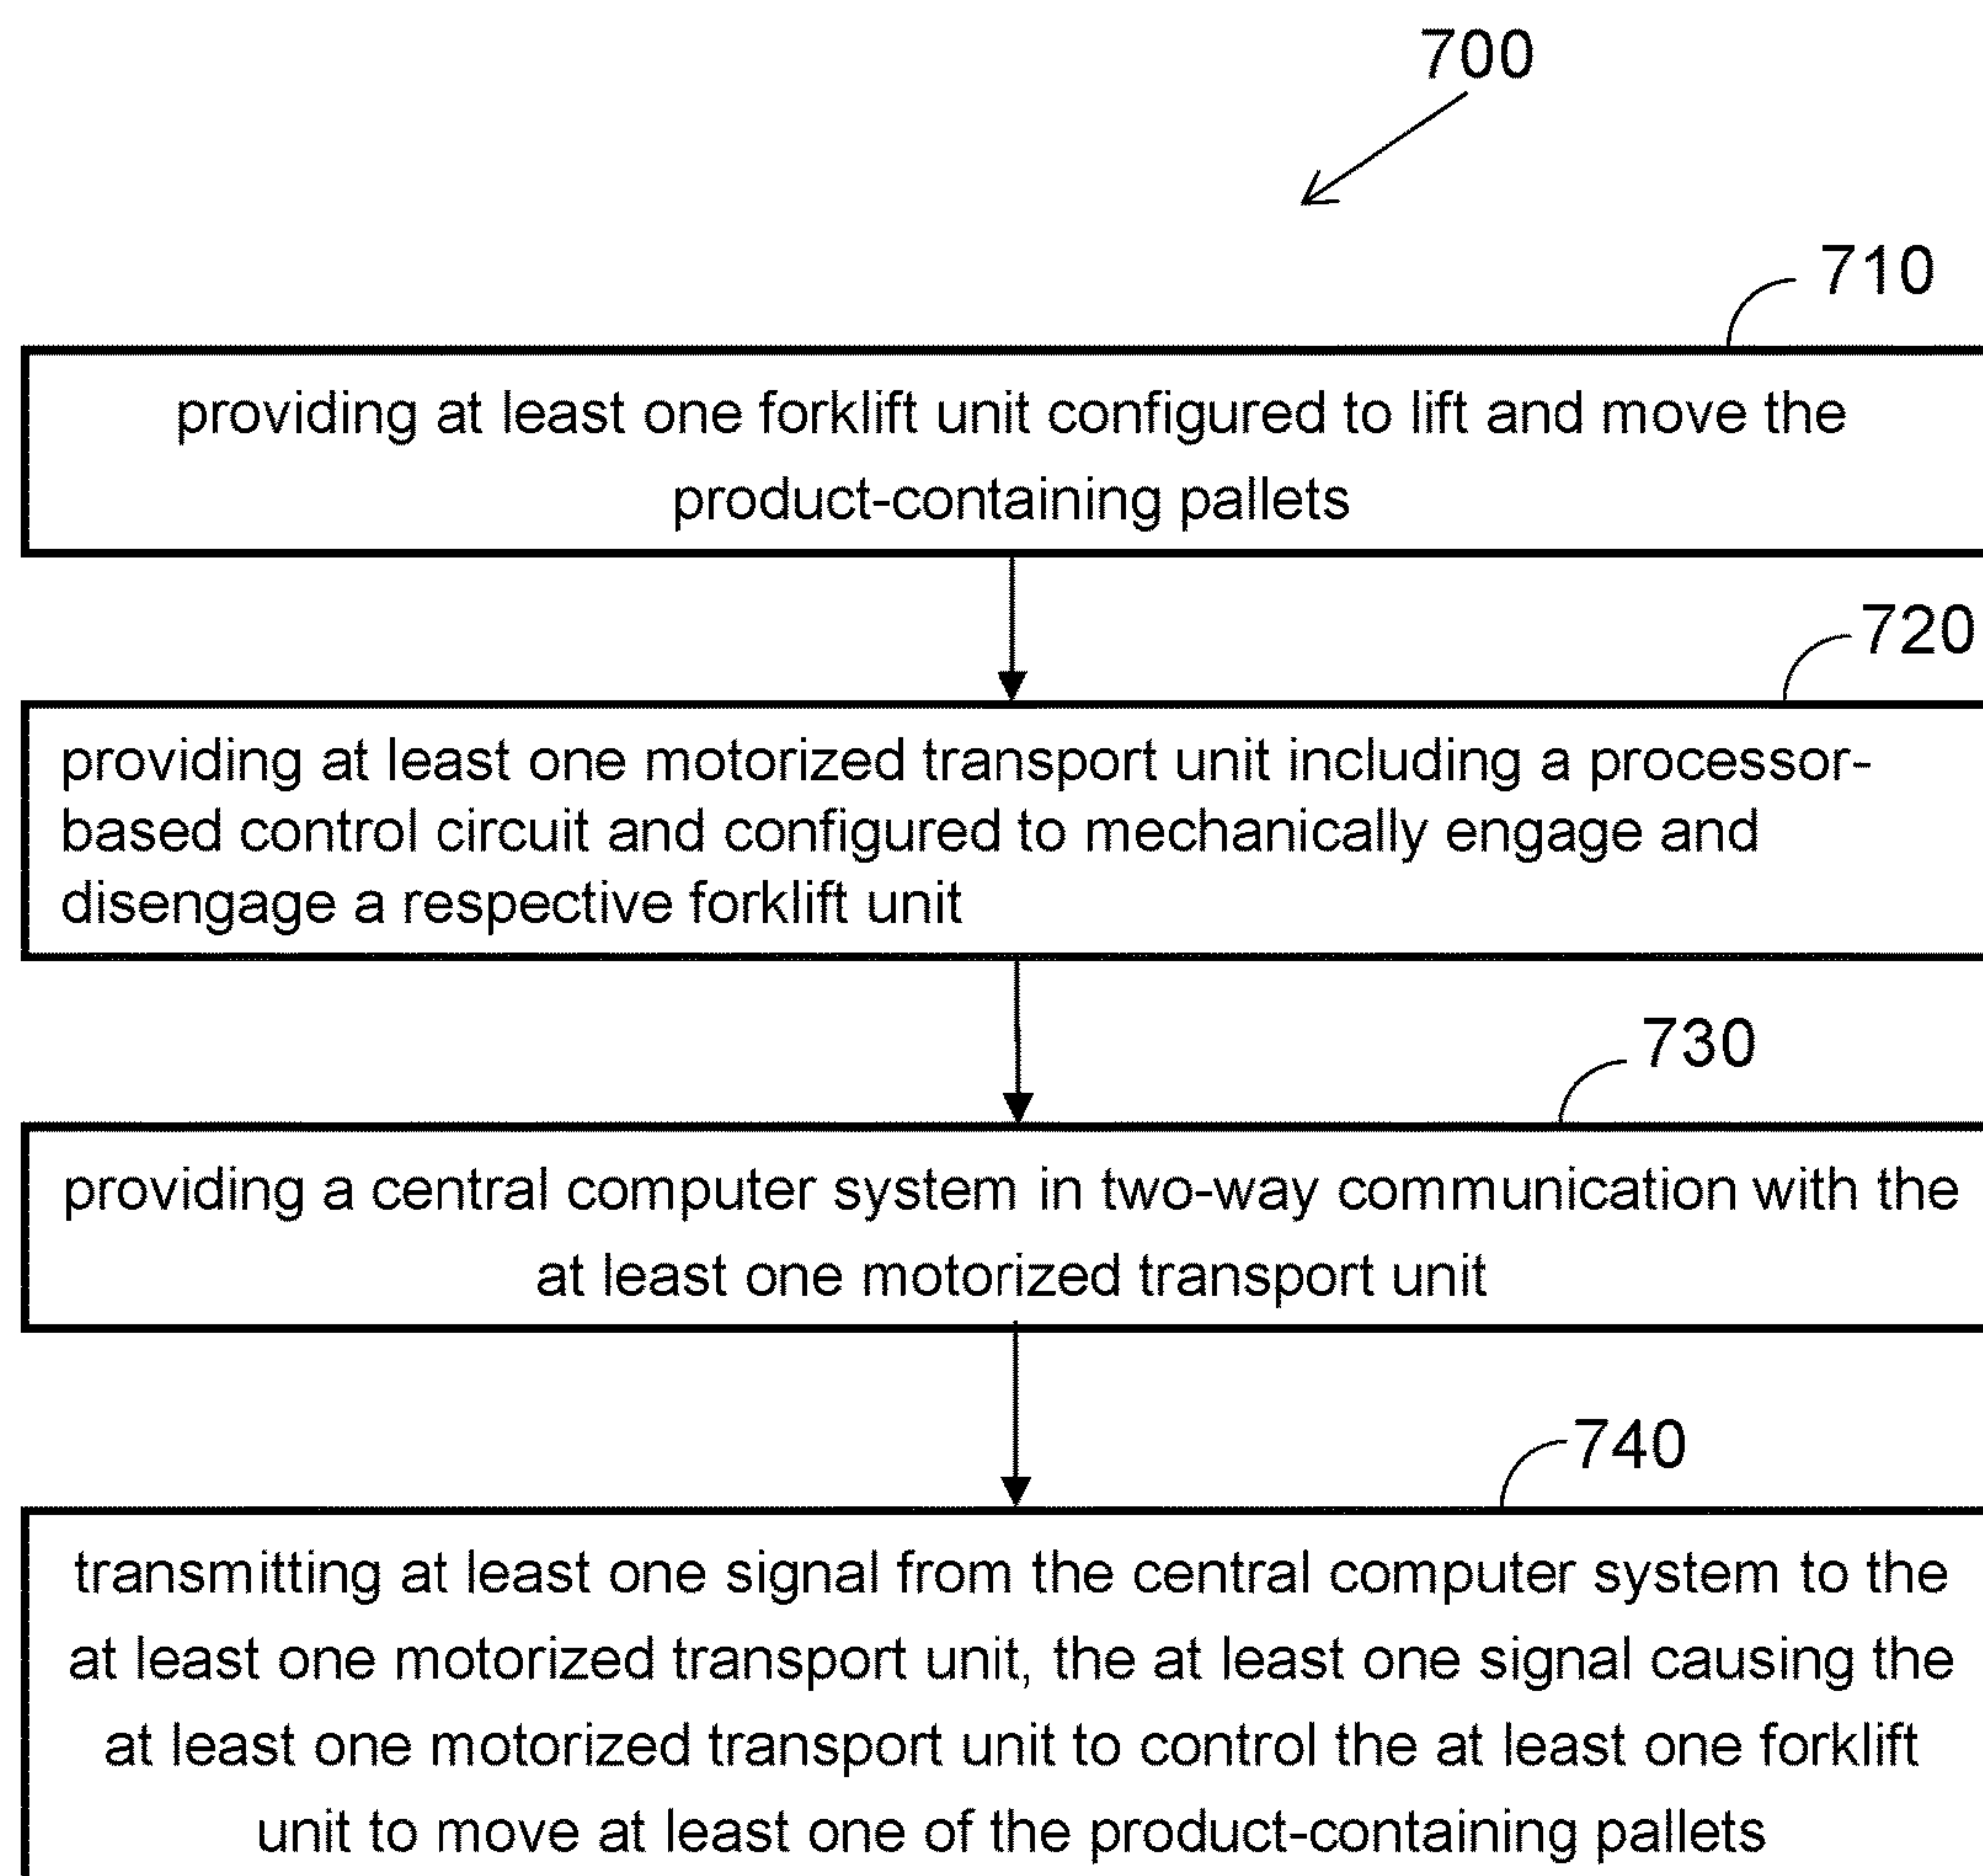 700
710
providing at least one forklift unit configured to lift and move the
product-containing pallets
720
providing at least one motorized transport unit including a processor-
based control circuit and configured to mechanically engage and
disengage a respective forklift unit
730
providing a central computer system in two-way communication with the
at least one motorized transport unit
740
transmitting at least one signal from the central computer system to the
at least one motorized transport unit, the at least one signal causing the
at least one motorized transport unit to control the at least one forklift
unit to move at least one of the product-containing pallets